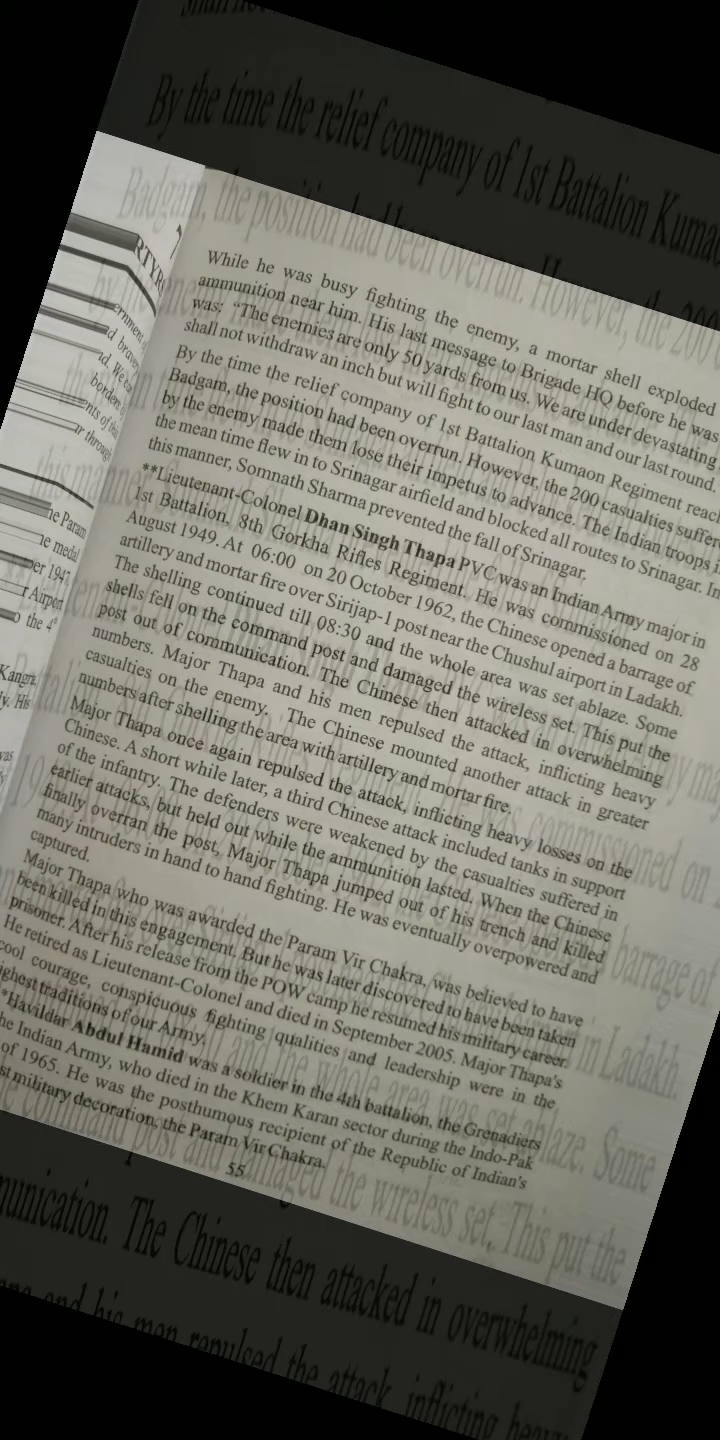 While he was busy fighting the enemy, a mortar shell exploded
ammunition near him. His last message to Brigade HQ before he was
was: "The enemies are only 50 yards from us. We are under devastating
shall not withdraw an inch but will fight to our last man and our last round.
By the time the relief company of 1st Battalion Kumaon Regiment reach
Badgam, the position had been overrun. However, the 200 casualties suffere
by the enemy made them lose their impetus to advance. The Indian troops i
the mean time flew in to Srinagar airfield and blocked all routes to Srinagar. In
this manner, Somnath Sharma prevented the fall of Srinagar.
**Lieutenant-Colonel Dhan Singh Thapa PVC was an Indian Army major in
1st Battalion, 8th Gorkha Rifles Regiment. He was commissioned on 28
August 1949. At 06:00 on 20 October 1962, the Chinese opened a barrage of
artillery and mortar fire over Sirijap-1 post near the Chushul airport in Ladakh.
The shelling continued till 08:30 and the whole area was set ablaze. Some
shells fell on the command post and damaged the wireless set. This put the
post out of communication. The Chinese then attacked in overwhelming
numbers. Major Thapa and his men repulsed the attack, inflicting heavy
casualties on the enemy. The Chinese mounted another attack in greater
numbers after shelling the area with artillery and mortar fire.
Major Thapa once again repulsed the attack, inflicting heavy losses on the
Chinese. A short while later, a third Chinese attack included tanks in support
of the infantry. The defenders were weakened by the casualties suffered in
earlier attacks, but held out while the ammunition lasted. When the Chinese
finally overran the post, Major Thapa jumped out of his trench and killed
many intruders in hand to hand fighting. He was eventually overpowered and
captured.
Major Thapa who was awarded the Param Vir Chakra, was believed to have
been killed in this engagement. But he was later discovered to have been taken
prisoner. After his release from the POW camp he resumed his military career.
He retired as Lieutenant-Colonel and died in September 2005. Major Thapa's
cool courage, conspicuous fighting qualities and leadership were in the
ighest traditions of our Army.
*Havildar Abdul Hamid was a soldier in the 4th battalion, the Grenadiers
he Indian Army, who died in the Khem Karan sector during the Indo-Pak
of 1965. He was the posthumous recipient of the Republic of Indian's
st military decoration, the Param Vir Chakra.
55